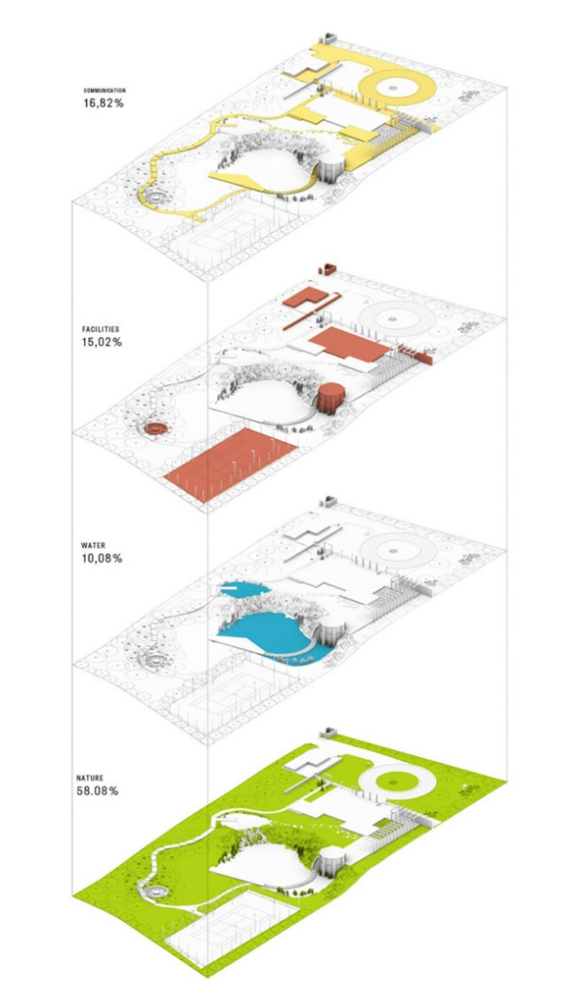 COMMUNICATION
16,82%
FACILITIES
15,02%
WATER
10,08%
NATURE
58.08%